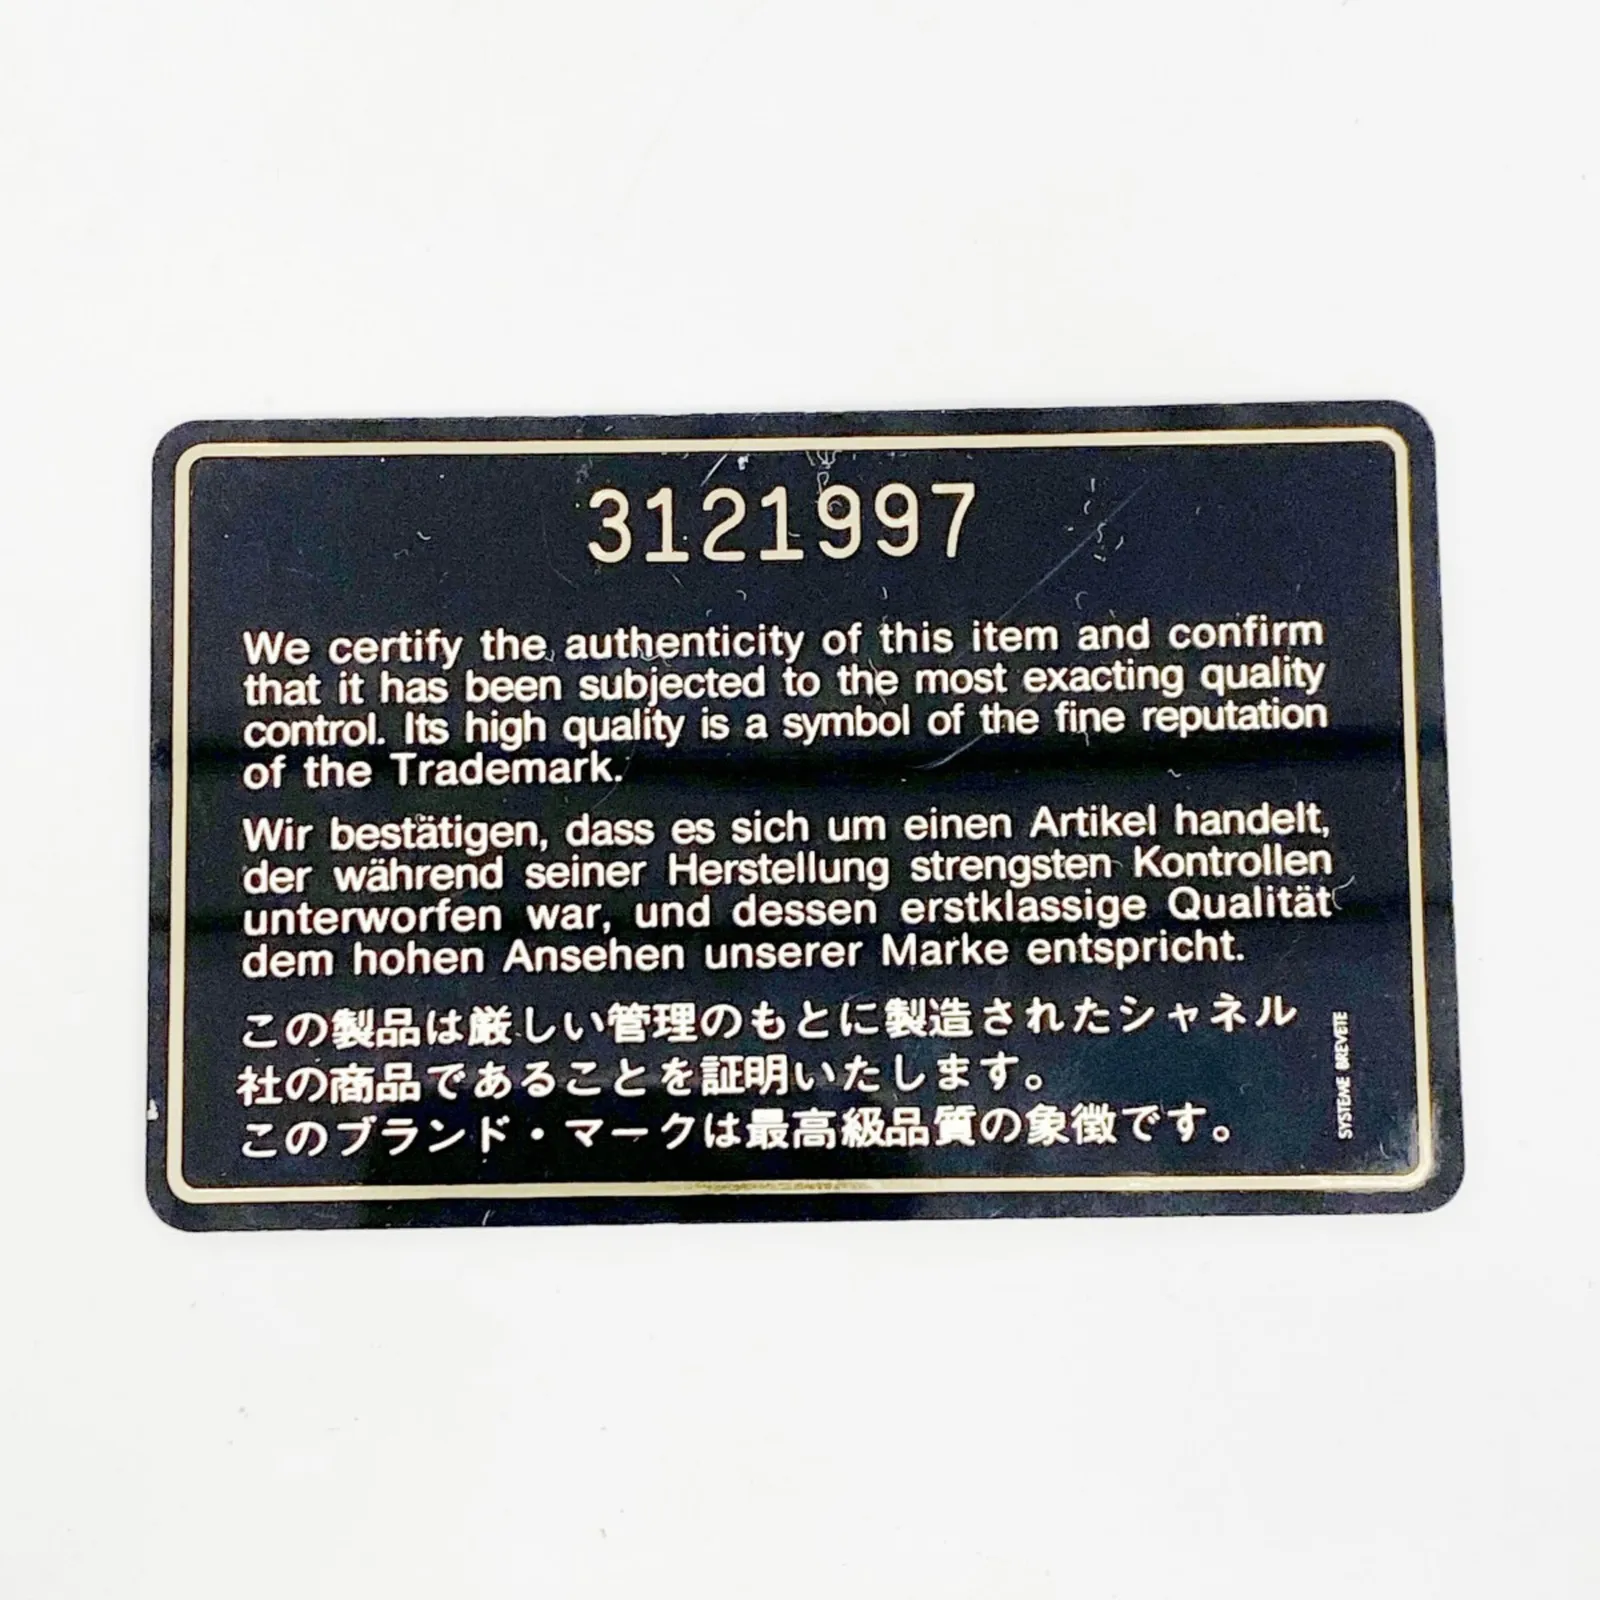 3121997
We certify the authenticity of this item and confirm
that it has been subjected to the most exacting quality
control. Its high quality is a symbol of the fine reputation
of the Trademark.
Wir bestätigen, dass es sich um einen Artikel handelt,
der während seiner Herstellung strengsten Kontrollen
unterworfen war, und dessen erstklassige Qualität
dem hohen Ansehen unserer Marke entspricht.
この製品は厳しい管理のもとに製造されたシャネル
社の商品であることを証明いたします。
このブランド・マークは最高級品質の象徴です。
SYSTEME BREVETE